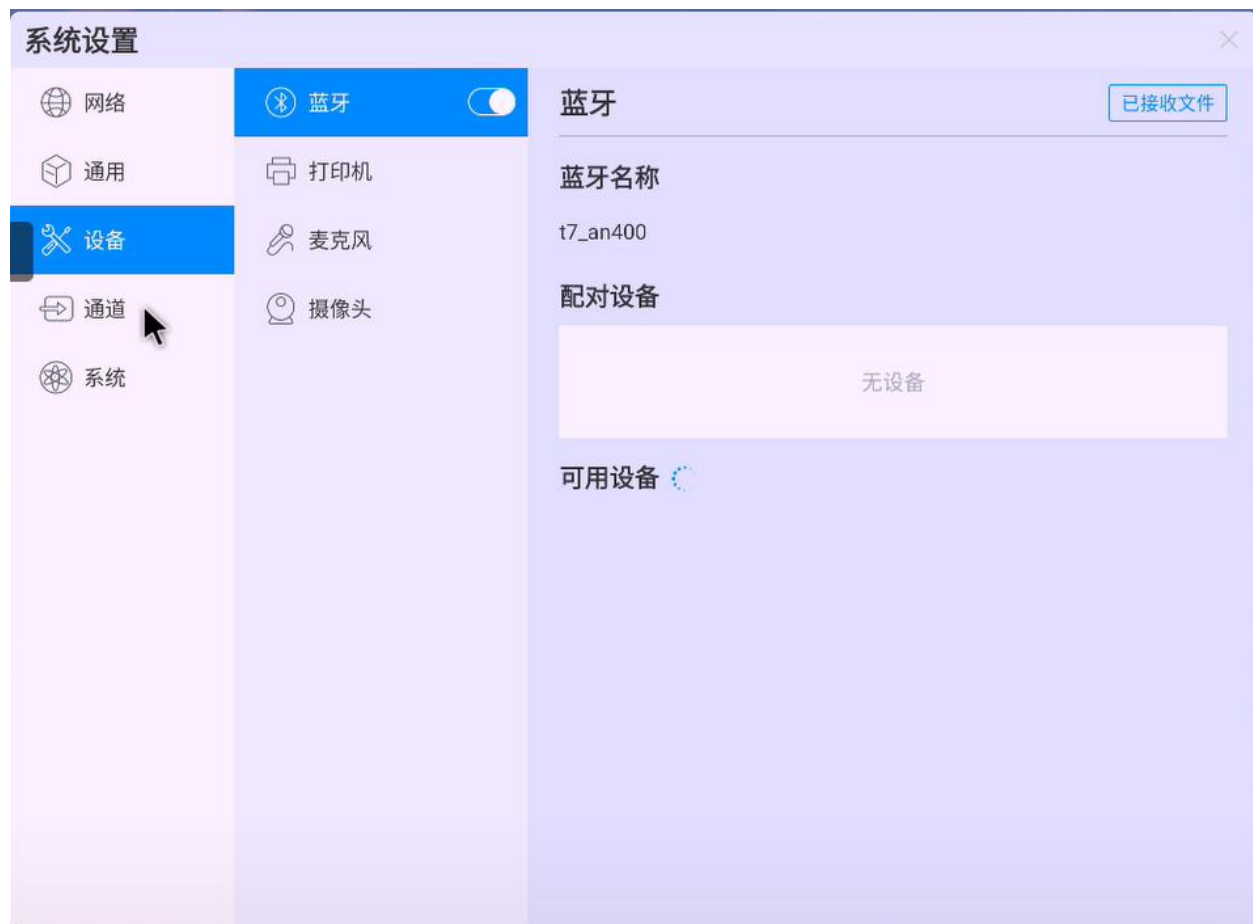 系统设置
网络
通用
设备
通道
系统
蓝牙
打印机
麦克风
摄像头
蓝牙
已接收文件
蓝牙名称
t7_an400
配对设备
无设备
可用设备